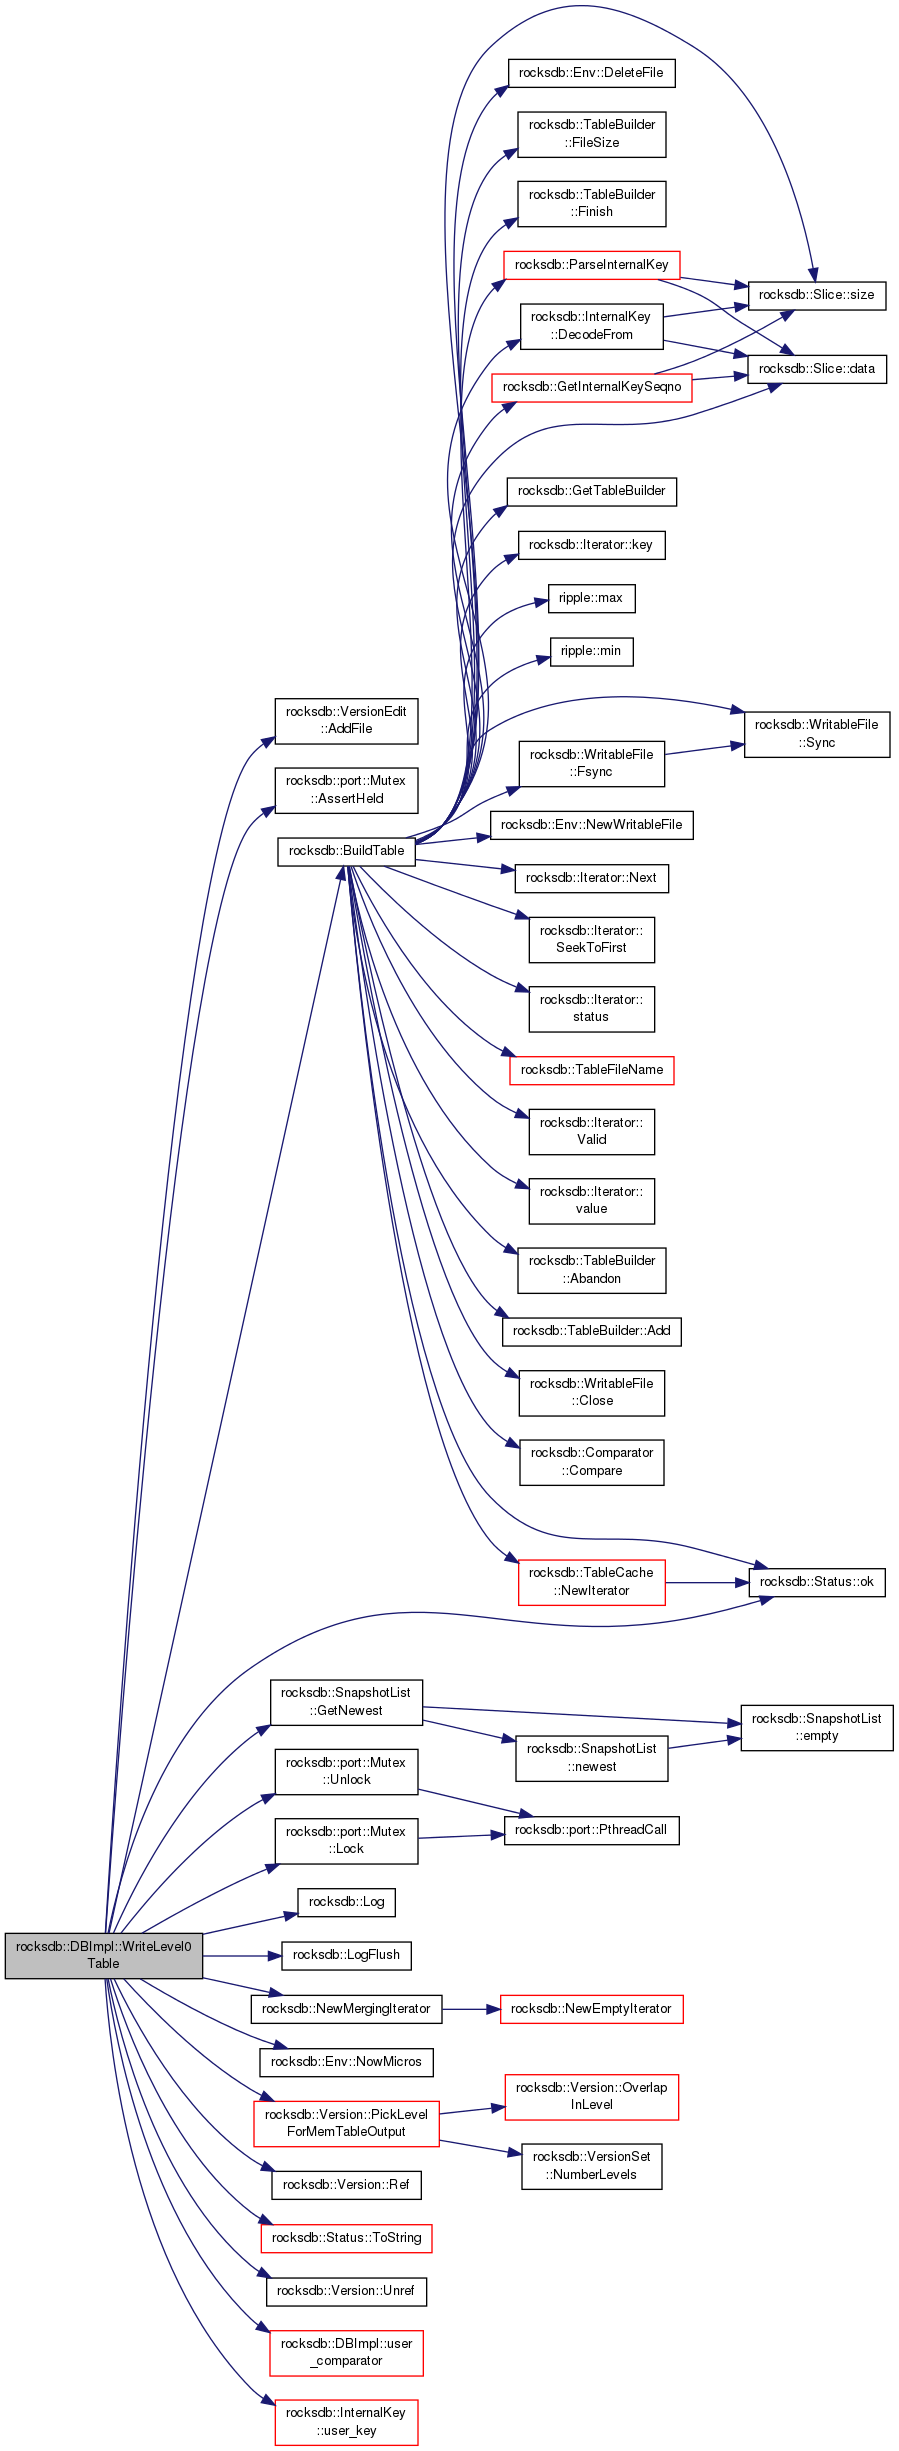 rocksdb::Env::DeleteFile
rocksdb::TableBuilder
::FileSize
rocksdb::TableBuilder
::Finish
rocksdb::ParseInternalKey
rocksdb::Slice::size
rocksdb::InternalKey
::DecodeFrom
rocksdb::Slice::data
rocksdb::GetInternalKeySeqno
rocksdb::GetTableBuilder
rocksdb::Iterator::key
ripple::max
ripple::min
rocksdb::VersionEdit
::AddFile
rocksdb::WritableFile
::Sync
rocksdb::WritableFile
::Fsync
rocksdb::port::Mutex
::AssertHeld
rocksdb::Env::NewWritableFile
rocksdb::BuildTable
rocksdb::Iterator::Next
rocksdb::Iterator::
SeekToFirst
rocksdb::Iterator::
status
rocksdb::TableFileName
rocksdb::Iterator::
Valid
rocksdb::Iterator::
value
rocksdb::TableBuilder
::Abandon
rocksdb::TableBuilder::Add
rocksdb::WritableFile
::Close
rocksdb::Comparator
::Compare
rocksdb::TableCache
::NewIterator
rocksdb::Status::ok
rocksdb::SnapshotList
::GetNewest
rocksdb::SnapshotList
::empty
rocksdb::SnapshotList
::newest
rocksdb::port::Mutex
::Unlock
rocksdb::port::PthreadCall
rocksdb::port::Mutex
::Lock
rocksdb::Log
rocksdb::DBImpl::WriteLevel0
Table
rocksdb::LogFlush
rocksdb::NewMergingIterator
rocksdb::NewEmptyIterator
rocksdb::Env::NowMicros
rocksdb::Version::PickLevel
ForMemTableOutput
rocksdb::Version::Overlap
InLevel
rocksdb::VersionSet
::NumberLevels
rocksdb::Version::Ref
rocksdb::Status::ToString
rocksdb::Version::Unref
rocksdb::DBImpl::user
_comparator
rocksdb::InternalKey
::user_key